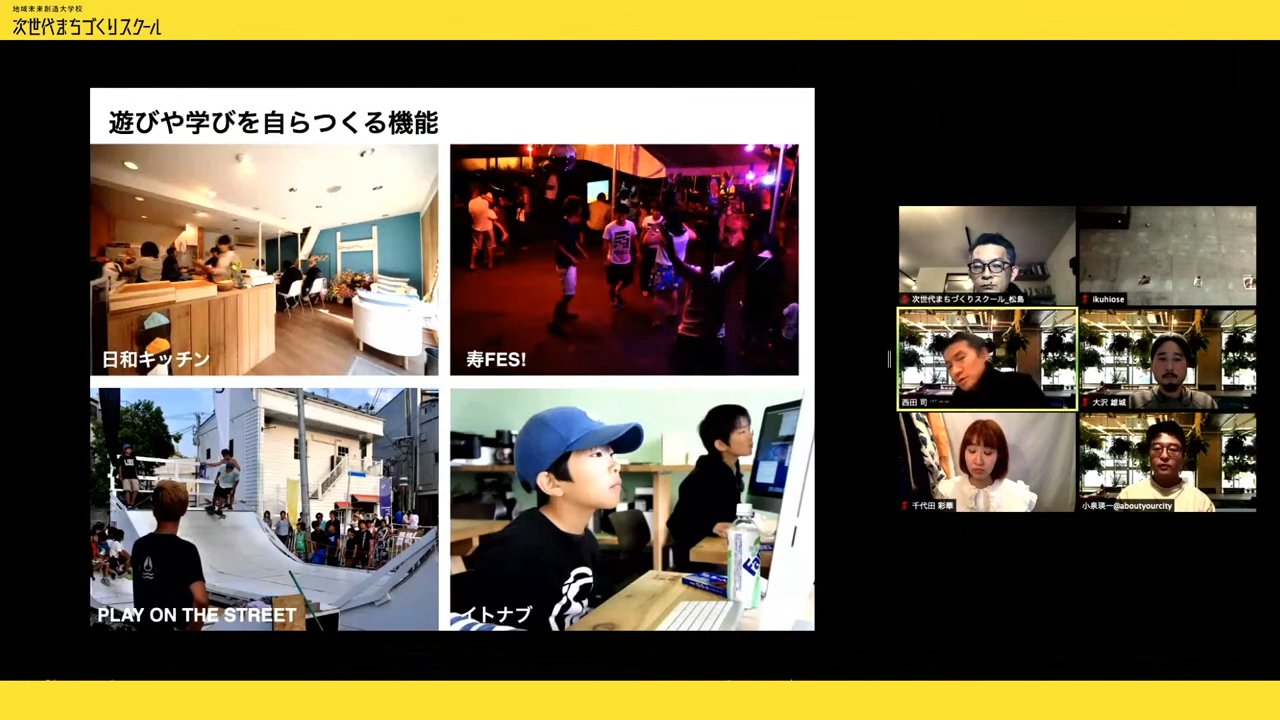 地域未来創造大学校
次世代まちづくりスクール
遊びや学びを自らつくる機能
日和キッチン
寿FES!
PLAY ON THE STREET
イトナブ
次世代まちづくりスクール_松島
ikuhiose
西田 司
大沢 雄城
千代田 彩華
小泉瑛一@aboutyourcity